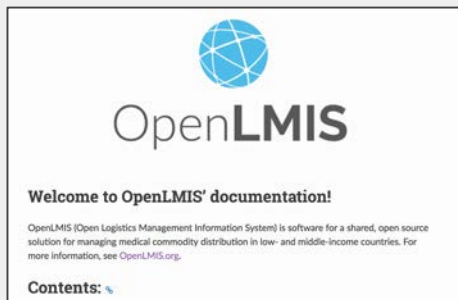 OpenLMIS
Welcome to OpenLMIS' documentation!
OpenLMIS (Open Logistics Management Information System) is software for a shared, open source
solution for managing medical commodity distribution in low- and middle-income countries. For
more information, see OpenLMIS.org.
Contents: